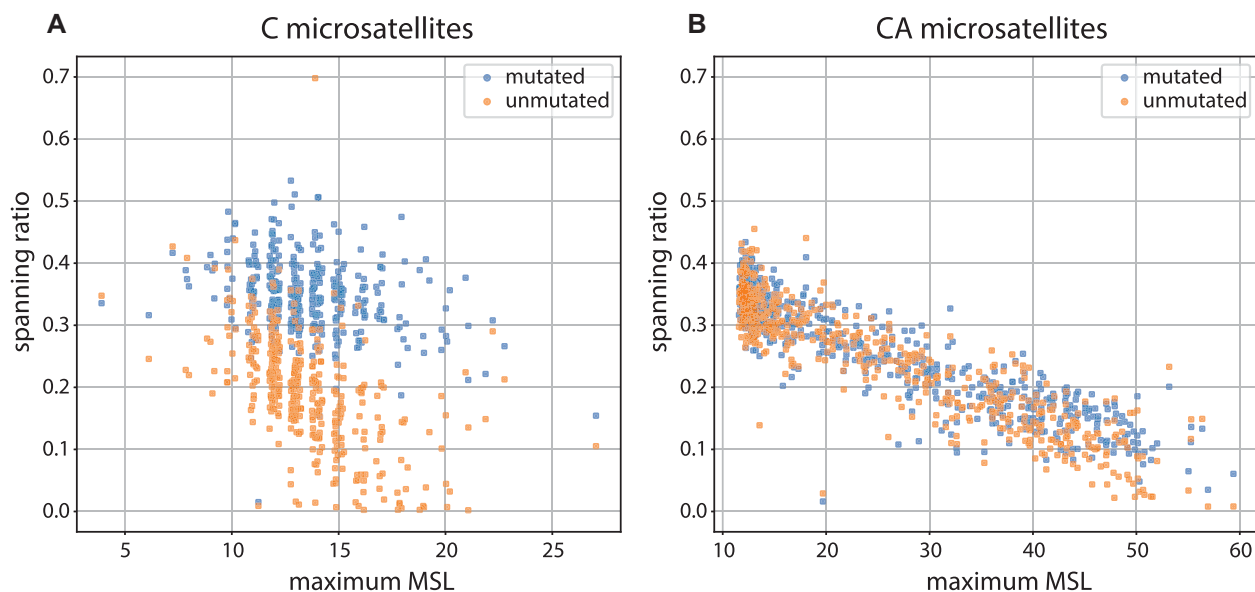 A
C microsatellites
mutated
unmutated
0.7
0.6
0.5
0.4
0.3
0.2
0.1
0.0
spanning ratio
5
10
15
20
25
maximum MSL
B
CA microsatellites
mutated
unmutated
0.7
0.6
0.5
0.4
0.3
0.2
0.1
0.0
spanning ratio
10
20
30
40
50
60
maximum MSL